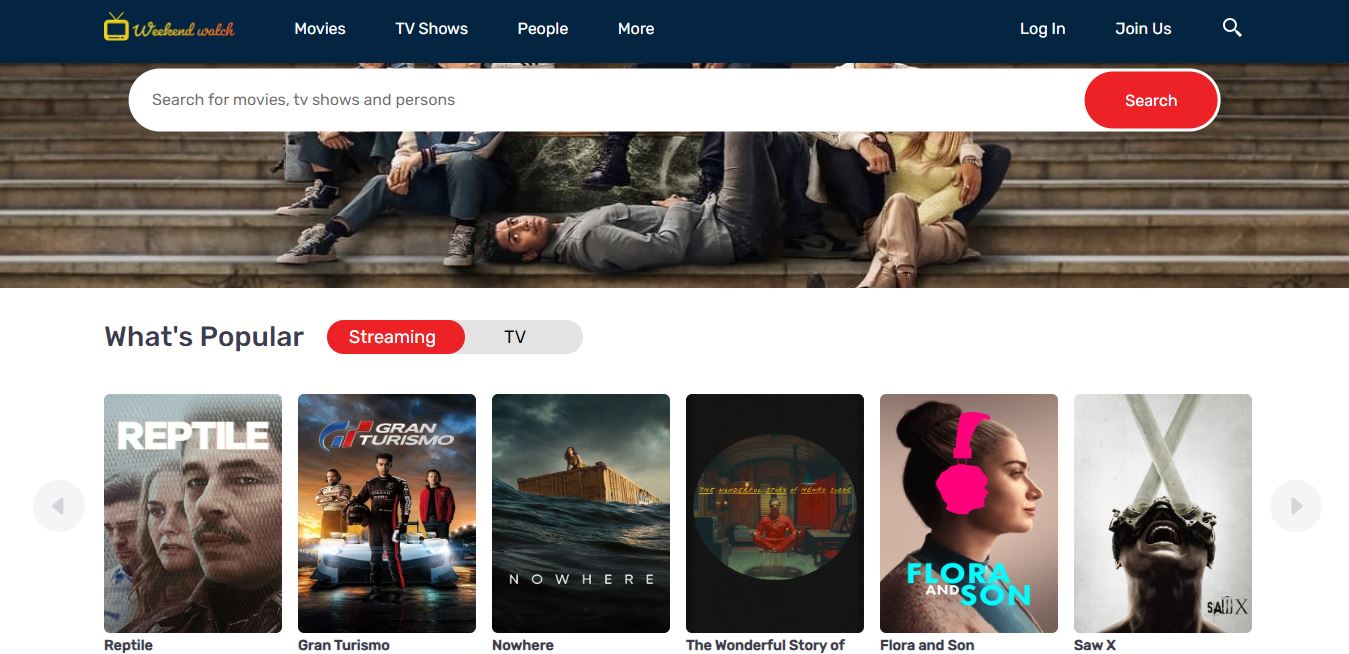 Weekend watch
Movies
TV Shows
People
More
Log In
Join Us
Search for movies, tv shows and persons
Search
What's Popular
Streaming
TV
REPTILE
GRAN
TURISMO
NOWHERE
THE WONDERFUL STORY OF HENRY SUGAR
FLORA
AND SON
SAW X
Reptile
Gran Turismo
Nowhere
The Wonderful Story of
Flora and Son
Saw X